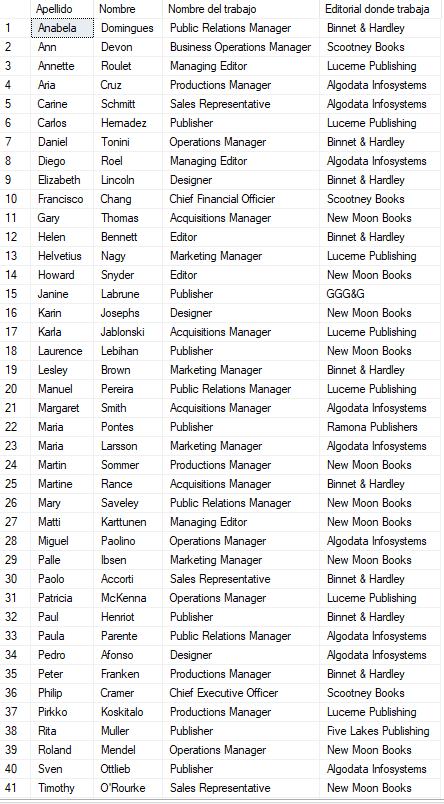 Apellido Nombre Nombre del trabajo Editorial donde trabaja
1 Anabela Domingues Public Relations Manager Binnet & Hardley
2 Ann Devon Business Operations Manager Scootney Books
3 Annette Roulet Managing Editor Lucerne Publishing
4 Aria Cruz Productions Manager Algodata Infosystems
5 Carine Schmitt Sales Representative Algodata Infosystems
6 Carlos Hernadez Publisher Lucerne Publishing
7 Daniel Tonini Operations Manager Binnet & Hardley
8 Diego Roel Managing Editor Algodata Infosystems
9 Elizabeth Lincoln Designer Binnet & Hardley
10 Francisco Chang Chief Financial Officier Scootney Books
11 Gary Thomas Acquisitions Manager New Moon Books
12 Helen Bennett Editor Binnet & Hardley
13 Helvetius Nagy Marketing Manager Lucerne Publishing
14 Howard Snyder Editor New Moon Books
15 Janine Labrune Publisher GGG&G
16 Karin Josephs Designer New Moon Books
17 Karla Jablonski Acquisitions Manager Lucerne Publishing
18 Laurence Lebihan Publisher New Moon Books
19 Lesley Brown Marketing Manager Binnet & Hardley
20 Manuel Pereira Public Relations Manager Lucerne Publishing
21 Margaret Smith Acquisitions Manager Algodata Infosystems
22 Maria Pontes Publisher Ramona Publishers
23 Maria Larsson Marketing Manager Algodata Infosystems
24 Martin Sommer Productions Manager New Moon Books
25 Martine Rance Acquisitions Manager Binnet & Hardley
26 Mary Saveley Public Relations Manager New Moon Books
27 Matti Karttunen Managing Editor New Moon Books
28 Miguel Paolino Operations Manager Algodata Infosystems
29 Palle Ibsen Marketing Manager New Moon Books
30 Paolo Accorti Sales Representative Binnet & Hardley
31 Patricia McKenna Operations Manager Lucerne Publishing
32 Paul Henriot Publisher Binnet & Hardley
33 Paula Parente Public Relations Manager Algodata Infosystems
34 Pedro Afonso Designer Algodata Infosystems
35 Peter Franken Productions Manager Binnet & Hardley
36 Philip Cramer Chief Executive Officer Scootney Books
37 Pirkko Koskitalo Productions Manager Lucerne Publishing
38 Rita Muller Publisher Five Lakes Publishing
39 Roland Mendel Operations Manager New Moon Books
40 Sven Ottlieb Publisher Algodata Infosystems
41 Timothy O'Rourke Sales Representative New Moon Books